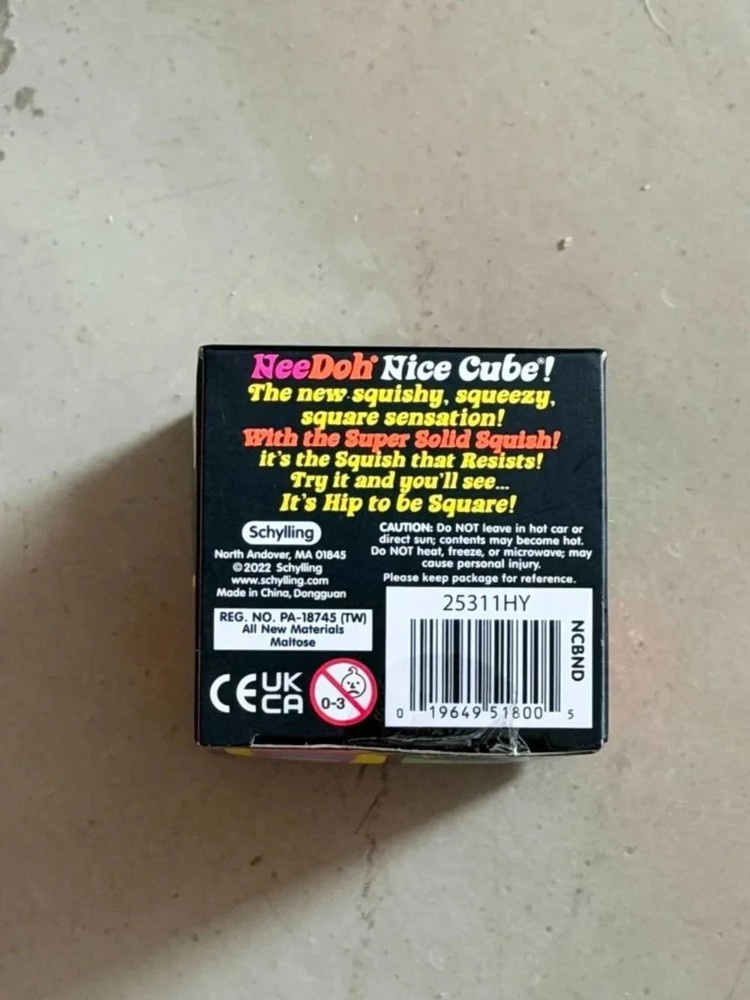 NeeDoh® Nice Cube®!
The new squishy, squeezy,
square sensation!
With the Super Solid Squish!
it's the Squish that Resists!
Try it and you'll see...
It's Hip to be Square!
Schylling
North Andover, MA 01845
©2022 Schylling
www.schylling.com
Made in China, Dongguan
REG. NO. PA-18745 (TW)
All New Materials
Maltose
CE UK
CA
0-3
CAUTION: Do NOT leave in hot car or
direct sun; contents may become hot.
Do NOT heat, freeze, or microwave; may
cause personal injury.
Please keep package for reference.
25311HY
NCBND
0 19649 51800 5